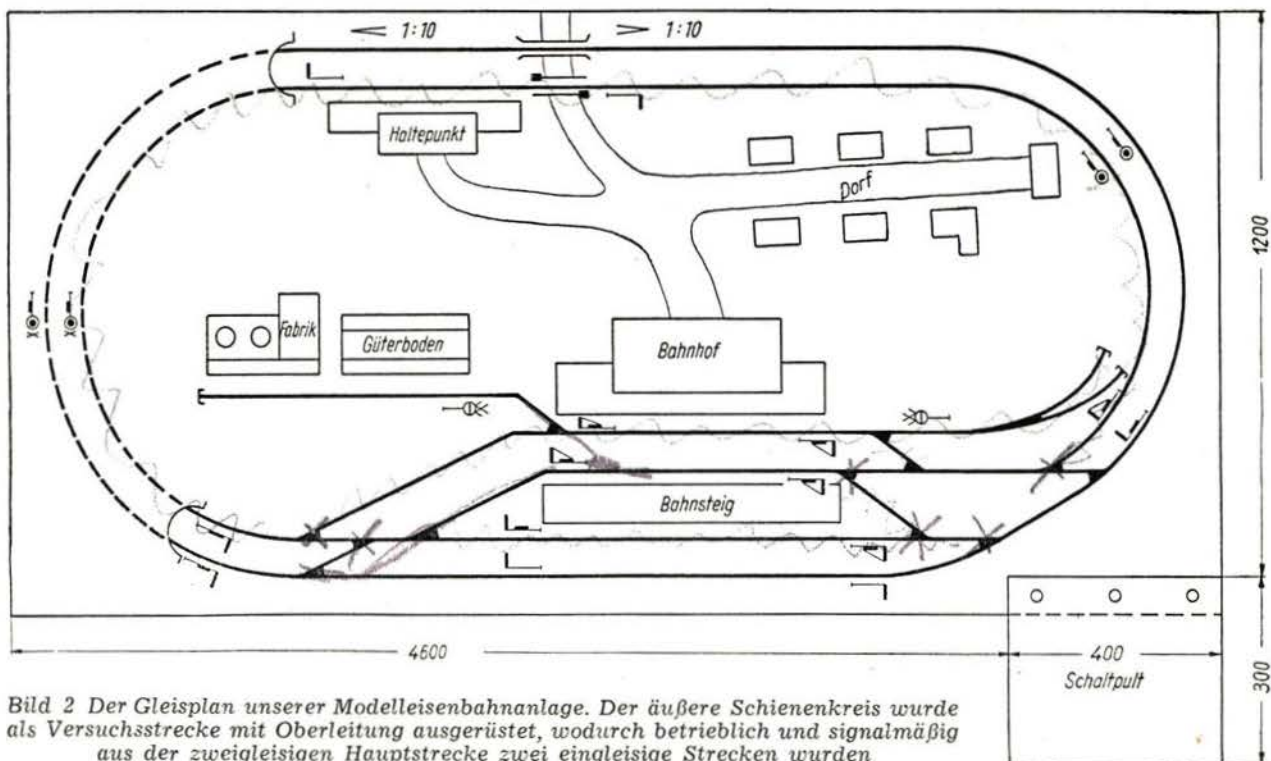 1:10 1:10
Haltepunkt
Dorf
1200
Fabrik
Güterboden
Bahnhof
Bahnsteig
4600
400
Schaltpult
300
Bild 2 Der Gleisplan unserer Modelleisenbahnanlage. Der äußere Schienenkreis wurde
als Versuchsstrecke mit Oberleitung ausgerüstet, wodurch betrieblich und signalmäßig
aus der zweigleisigen Hauptstrecke zwei eingleisige Strecken wurden